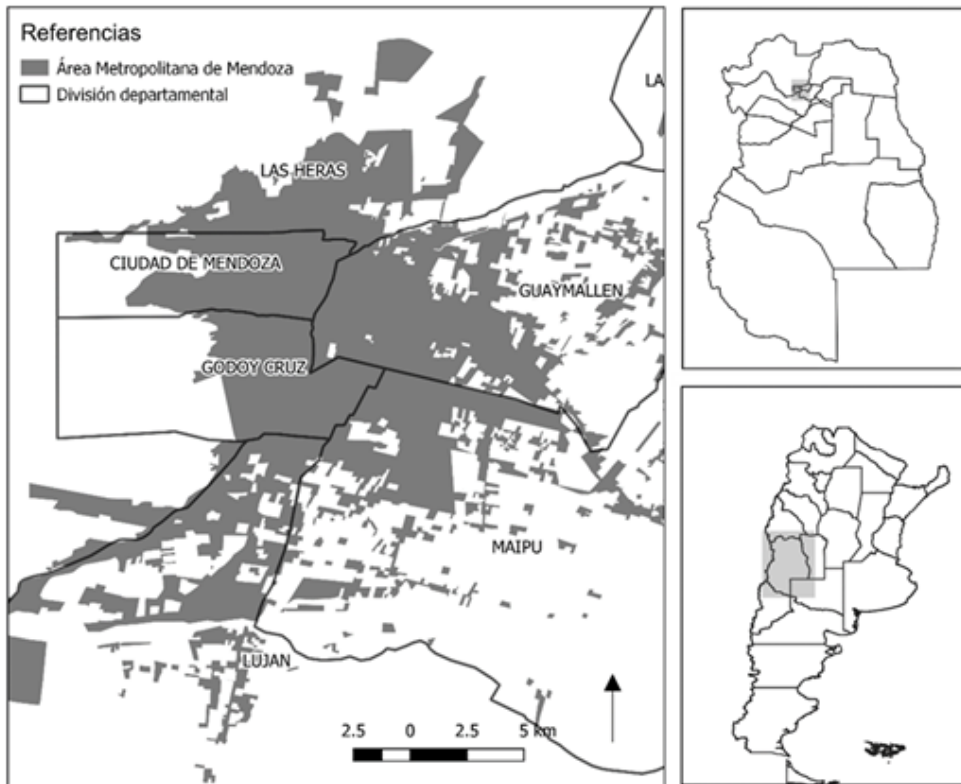 Referencias
Área Metropolitana de Mendoza
División departamental
LA
LAS HERAS
CIUDAD DE MENDOZA
GUAYMALLEN
GODOY CRUZ
MAIPU
LUJAN
2.5 0 2.5 5 km